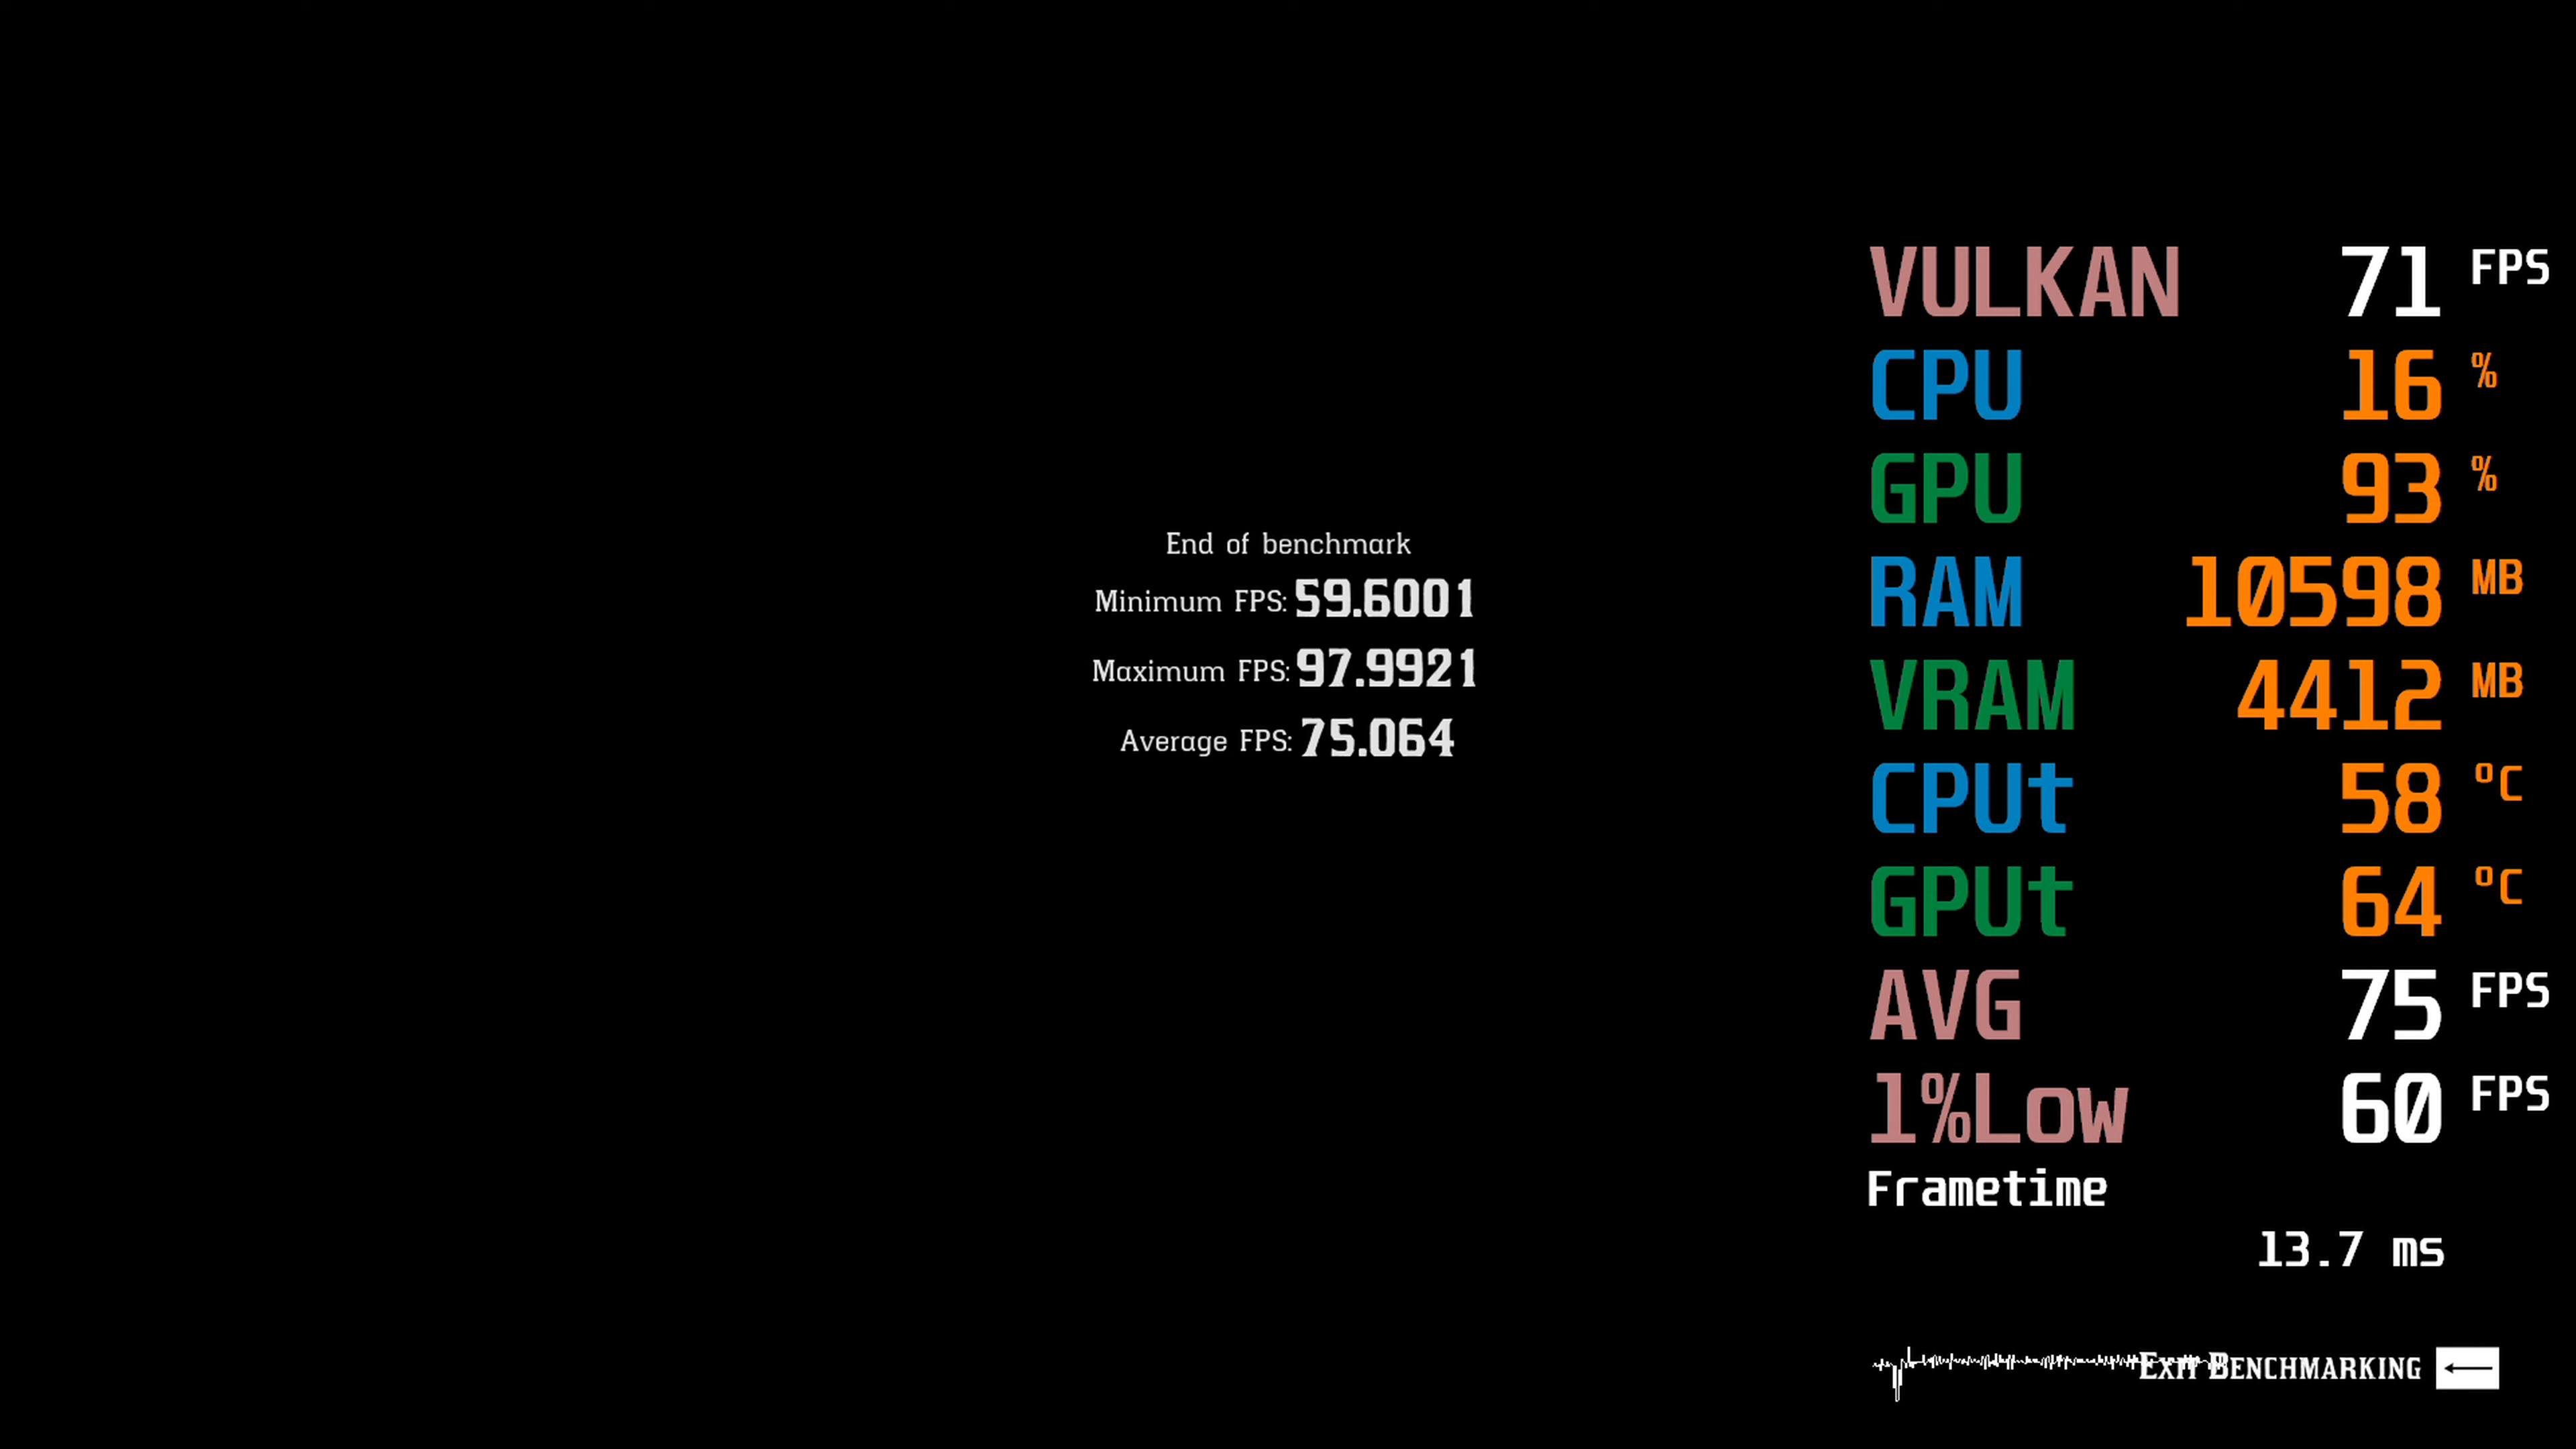 VULKAN 71 FPS
CPU 16 %
GPU 93 %
End of benchmark
Minimum FPS: 59.6001
Maximum FPS: 97.9921
Average FPS: 75.064
RAM 10598 MB
VRAM 4412 MB
CPUt 58 °C
GPUt 64 °C
AVG 75 FPS
1%Low 60 FPS
Frametime
13.7 ms
EXIT BENCHMARKING